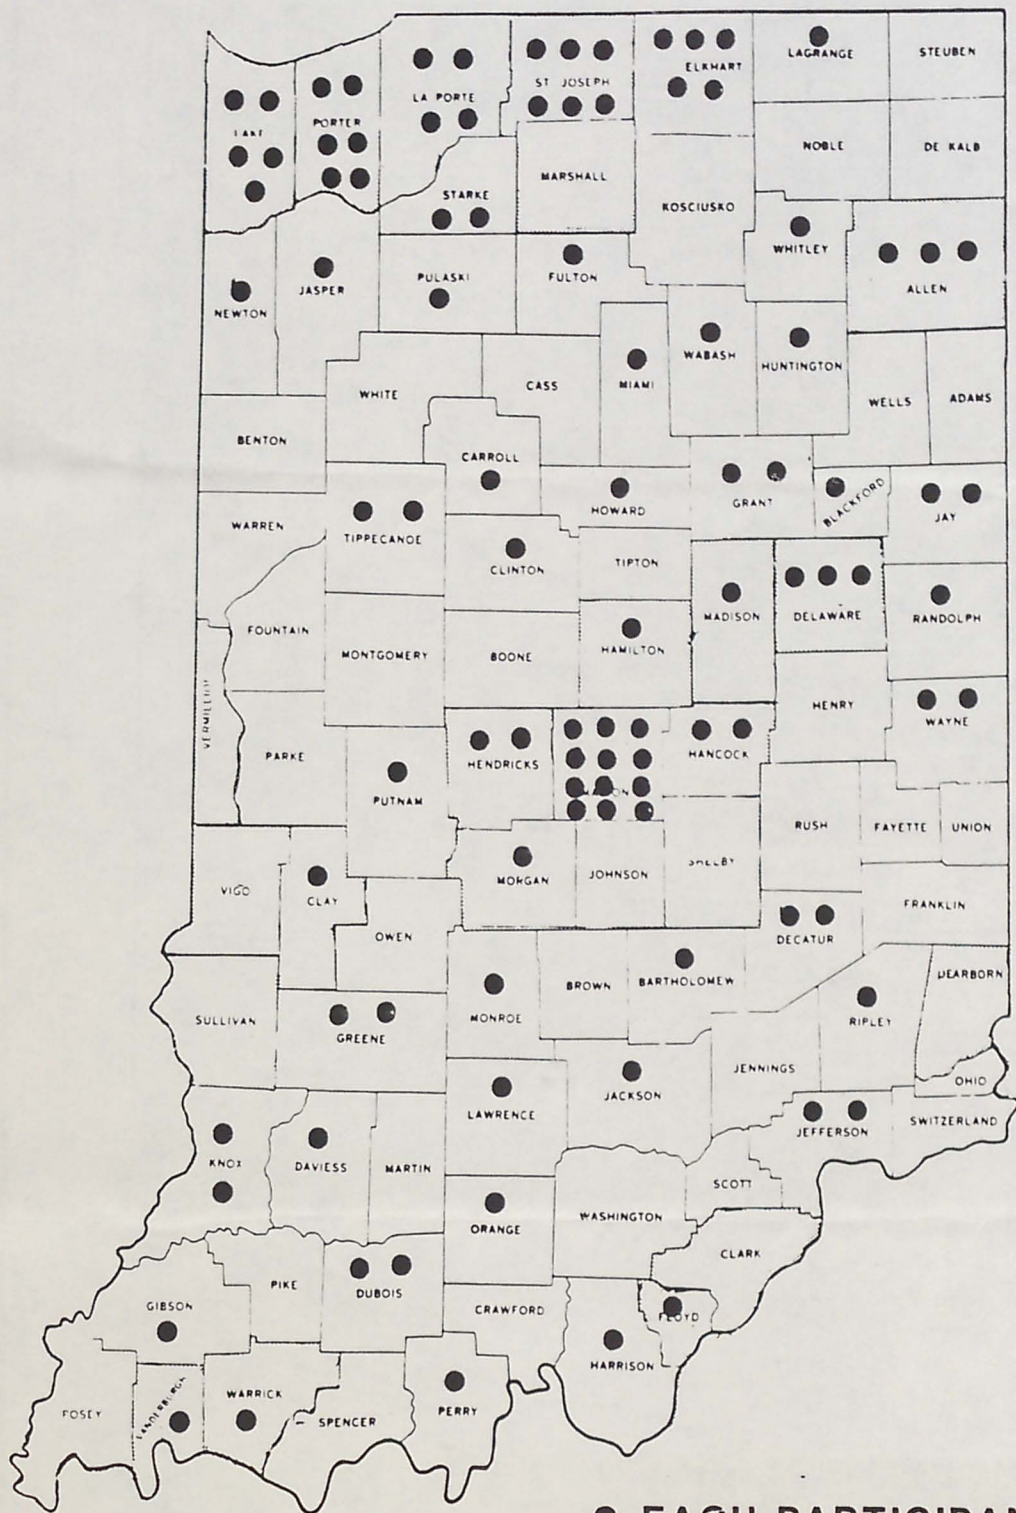 LAGRANGE
STEUBEN
ELKHART
ST JOSEPH
LA PORTE
PORTER
LAKE
NOBLE
DE KALB
MARSHALL
STARKE
KOSCIUSKO
WHITLEY
ALLEN
FULTON
PULASKI
JASPER
NEWTON
WABASH
HUNTINGTON
MIAMI
CASS
WHITE
WELLS
ADAMS
BENTON
CARROLL
GRANT
BLACKFORD
JAY
HOWARD
WARREN
TIPPECANOE
CLINTON
TIPTON
MADISON
DELAWARE
RANDOLPH
FOUNTAIN
MONTGOMERY
BOONE
HAMILTON
VERMILLION
HENRY
WAYNE
PARKE
HENDRICKS
MARION
HANCOCK
PUTNAM
RUSH
FAYETTE
UNION
VIGO
CLAY
MORGAN
JOHNSON
SHELBY
FRANKLIN
OWEN
DECATUR
DEARBORN
SULLIVAN
GREENE
MONROE
BROWN
BARTHOLOMEW
RIPLEY
JENNINGS
OHIO
LAWRENCE
JACKSON
JEFFERSON
SWITZERLAND
KNOX
DAVIESS
MARTIN
SCOTT
ORANGE
WASHINGTON
CLARK
PIKE
DUBOIS
GIBSON
CRAWFORD
FLOYD
HARRISON
POSEY
VANDERBURGH
WARRICK
SPENCER
PERRY
EACH PARTICIPAN